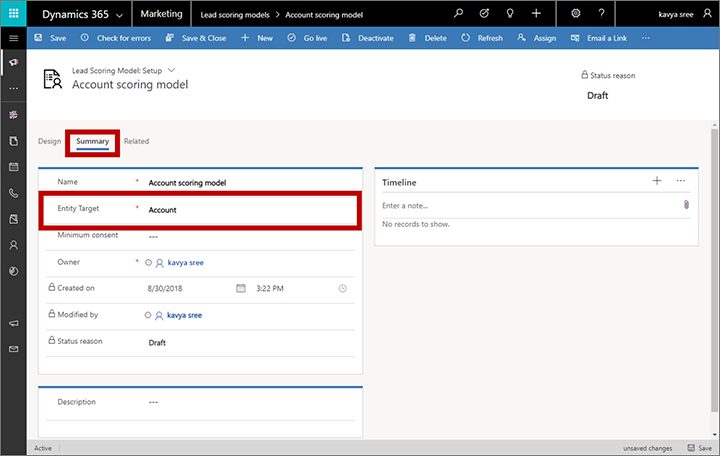 Dynamics 365 Marketing Lead scoring models > Account scoring model kavya sree
Save Check for errors Save & Close New Go live Deactivate Delete Refresh Assign Email a Link ...
Lead Scoring Model: Setup
Account scoring model
Status reason
Draft
Design Summary Related
Name * Account scoring model
Entity Target * Account
Minimum consent ---
Owner * kavya sree
Created on 8/30/2018 3:22 PM
Modified by kavya sree
Status reason Draft
Description ---
Timeline
Enter a note...
No records to show.
Active unsaved changes Save